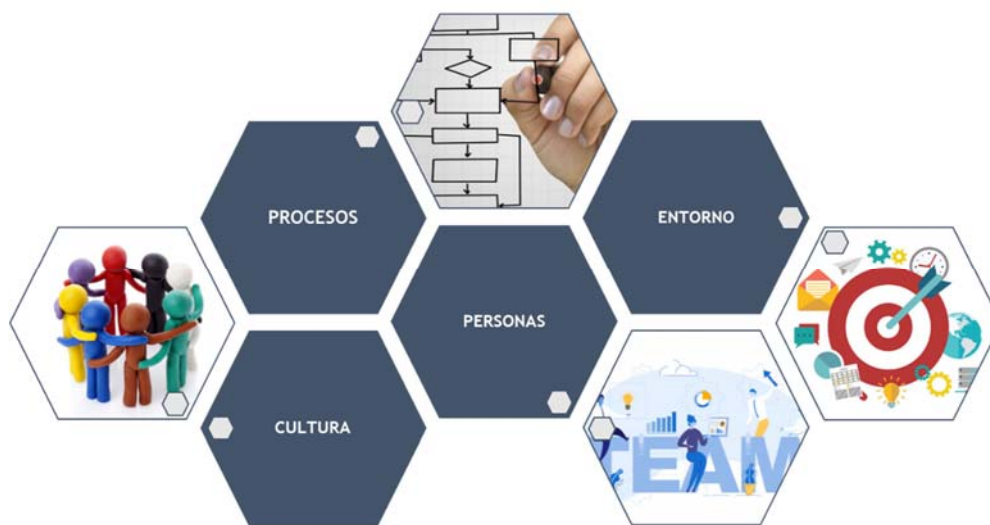 PROCESOS
ENTORNO
PERSONAS
CULTURA
TEAM